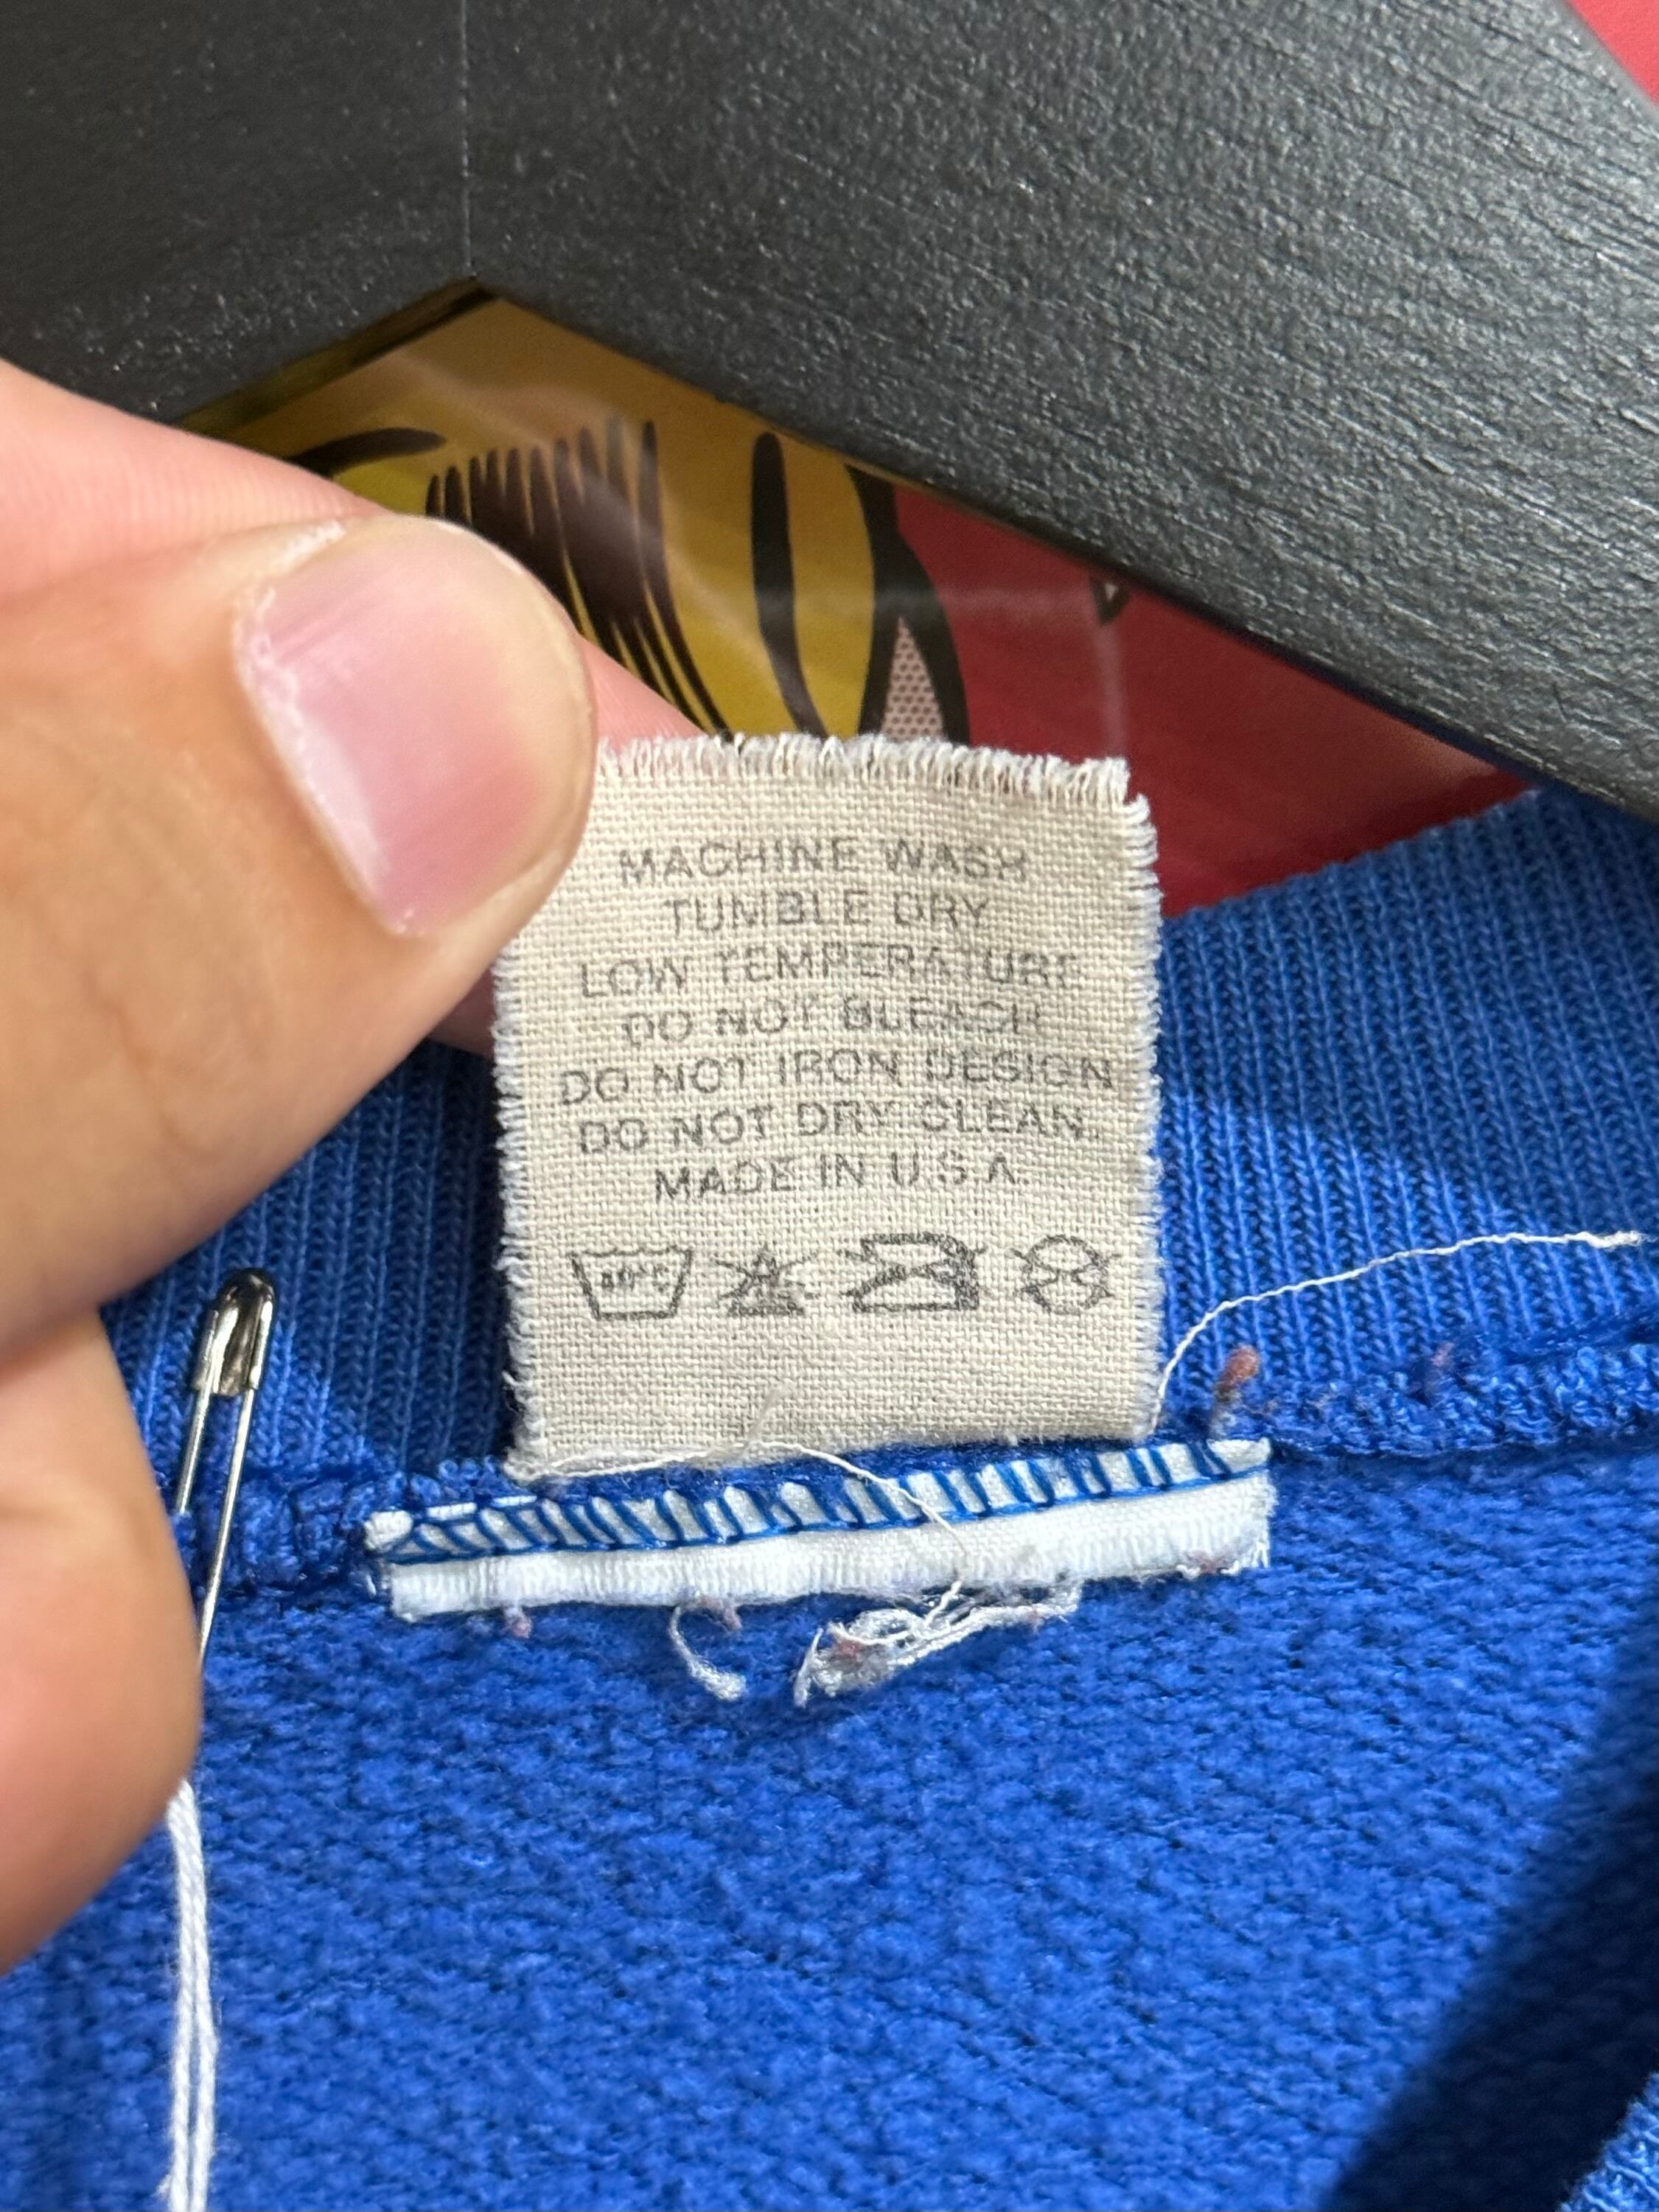 MACHINE WASH
TUMBLE DRY
LOW TEMPERATURE
DO NOT BLEACH
DO NOT IRON DESIGN
DO NOT DRY CLEAN.
MADE IN U.S.A.
40°C